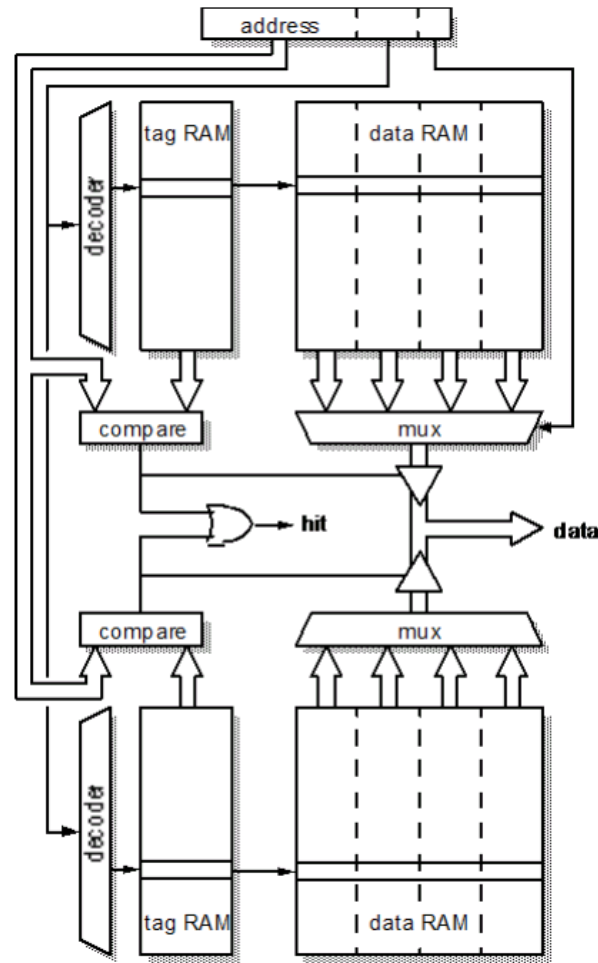 address
tag RAM
data RAM
decoder
compare
mux
hit
data
compare
mux
decoder
tag RAM
data RAM